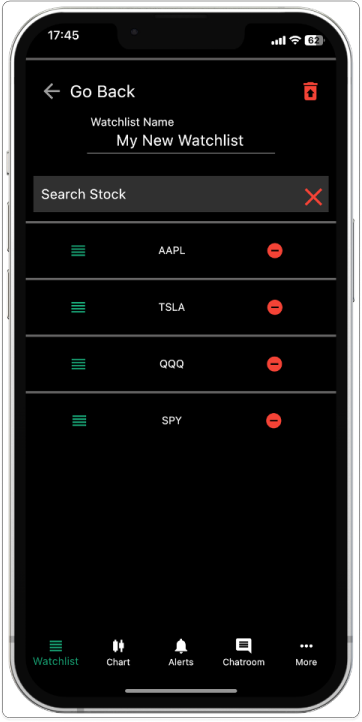 17:45
62
Go Back
Watchlist Name
My New Watchlist
Search Stock
AAPL
TSLA
QQQ
SPY
Watchlist Chart Alerts Chatroom More